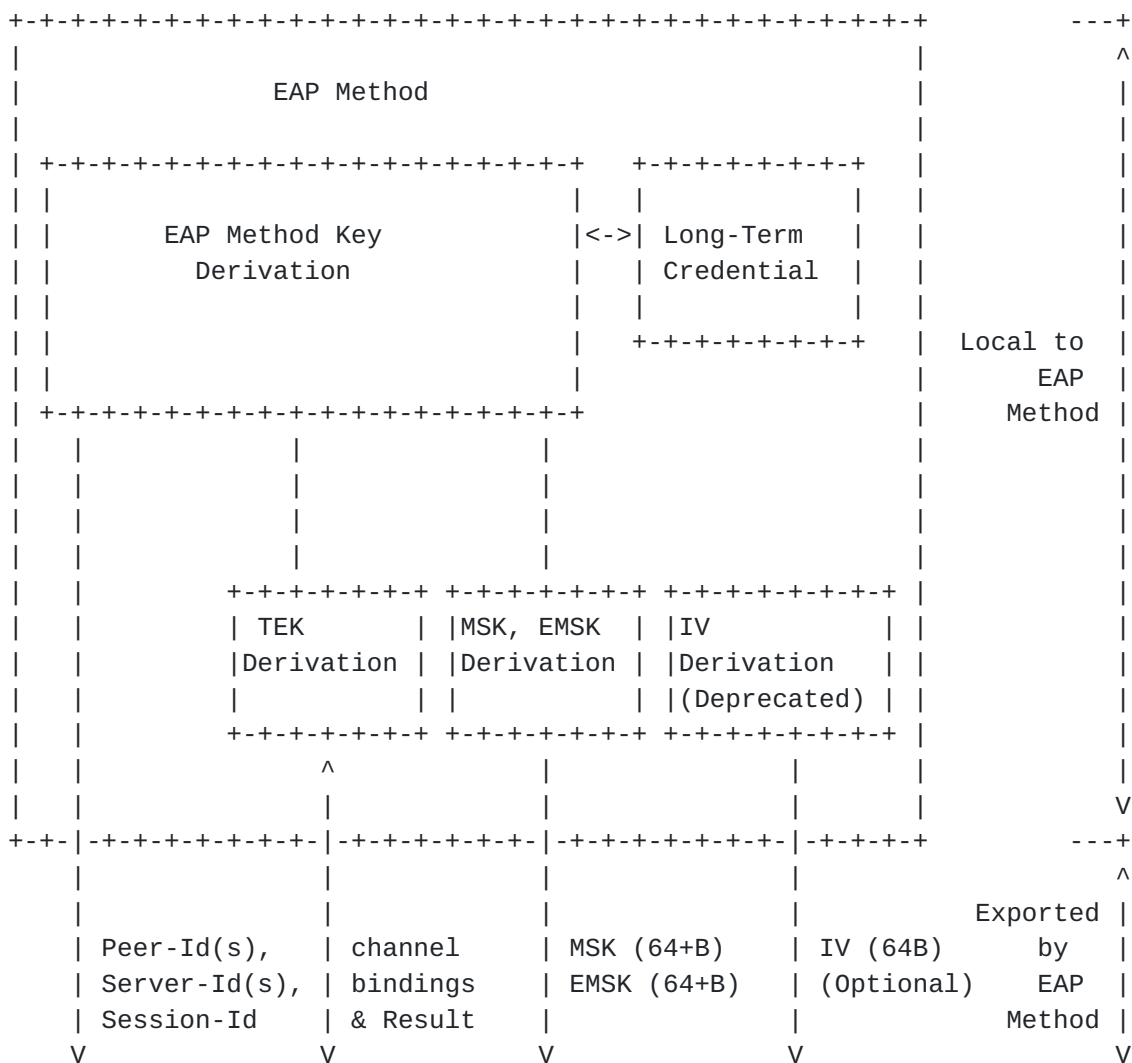 +-+-+-+-+-+-+-+-+-+-+-+-+-+-+-+-+-+-+-+-+-+-+-+-+-+-+-+-+-+         ---+
|                                                         |            ^
|                EAP Method                               |            |
|                                                         |            |
| +-+-+-+-+-+-+-+-+-+-+-+-+-+-+-+-+-+   +-+-+-+-+-+-+-+   |            |
| |                                 |   |             |   |            |
| |       EAP Method Key            |<->| Long-Term   |   |            |
| |         Derivation              |   | Credential  |   |            |
| |                                 |   |             |   |            |
| |                                 |   +-+-+-+-+-+-+-+   |  Local to  |
| |                                 |                     |       EAP  |
| +-+-+-+-+-+-+-+-+-+-+-+-+-+-+-+-+-+                     |     Method |
|   |             |               |                       |            |
|   |             |               |                       |            |
|   |             |               |                       |            |
|   |             |               |                       |            |
|   |         +-+-+-+-+-+-+-+ +-+-+-+-+-+-+-+ +-+-+-+-+-+-+-+-+ |            |
|   |         | TEK         | |MSK, EMSK  | |IV           | |            |
|   |         |Derivation | |Derivation | |Derivation   | |            |
|   |         |           | |           | |(Deprecated) | |            |
|   |         +-+-+-+-+-+-+-+ +-+-+-+-+-+-+-+ +-+-+-+-+-+-+-+-+ |            |
|   |               ^             |               |       |            |
|   |               |             |               |       |            V
+-+-|-+-+-+-+-+-+-+-|-+-+-+-+-+-+-|-+-+-+-+-+-+-+-|-+-+-+-+         ---+
    |               |             |               |                    ^
    |               |             |               |           Exported |
    | Peer-Id(s),   | channel     | MSK (64+B)    | IV (64B)      by   |
    | Server-Id(s), | bindings    | EMSK (64+B)   | (Optional)    EAP  |
    | Session-Id    | & Result    |               |             Method |
    V               V             V               V                    V